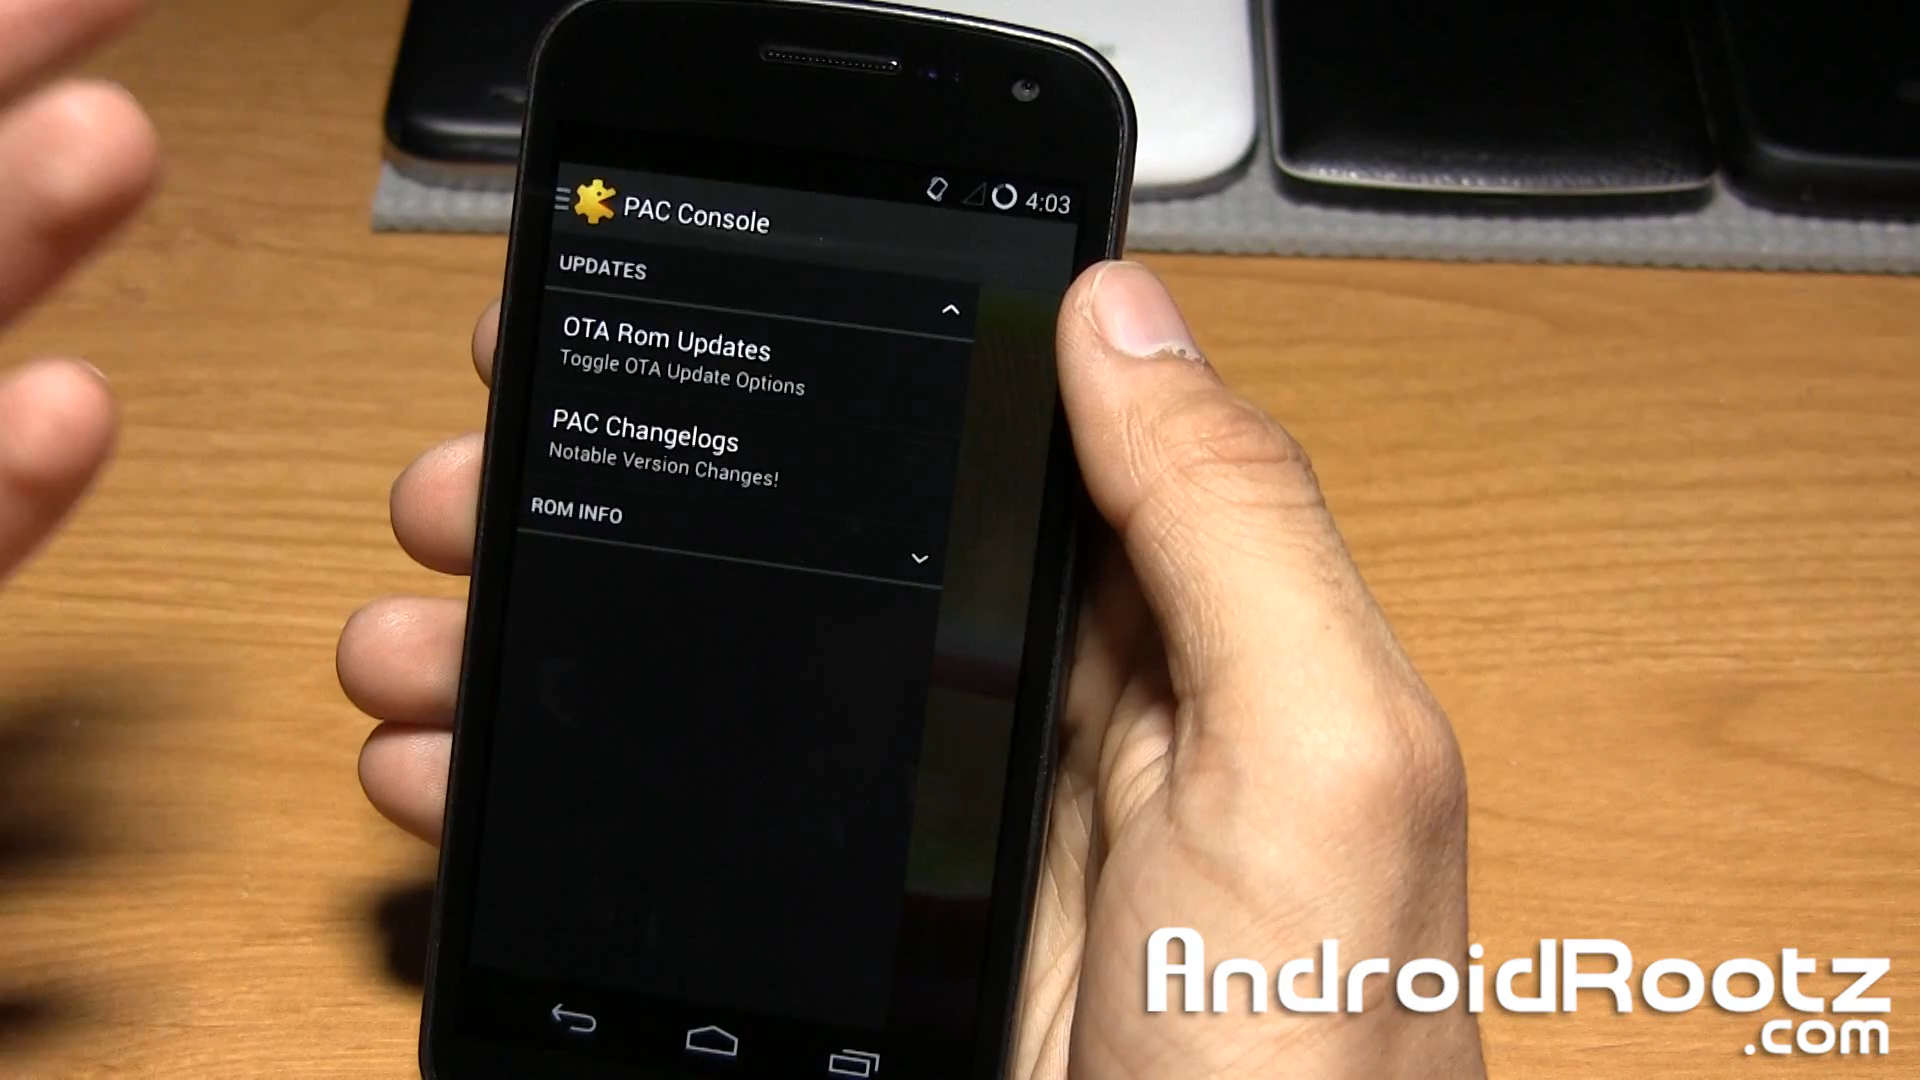 4:03
PAC Console
UPDATES
OTA Rom Updates
Toggle OTA Update Options
PAC Changelogs
Notable Version Changes!
ROM INFO
AndroidRootz
.com